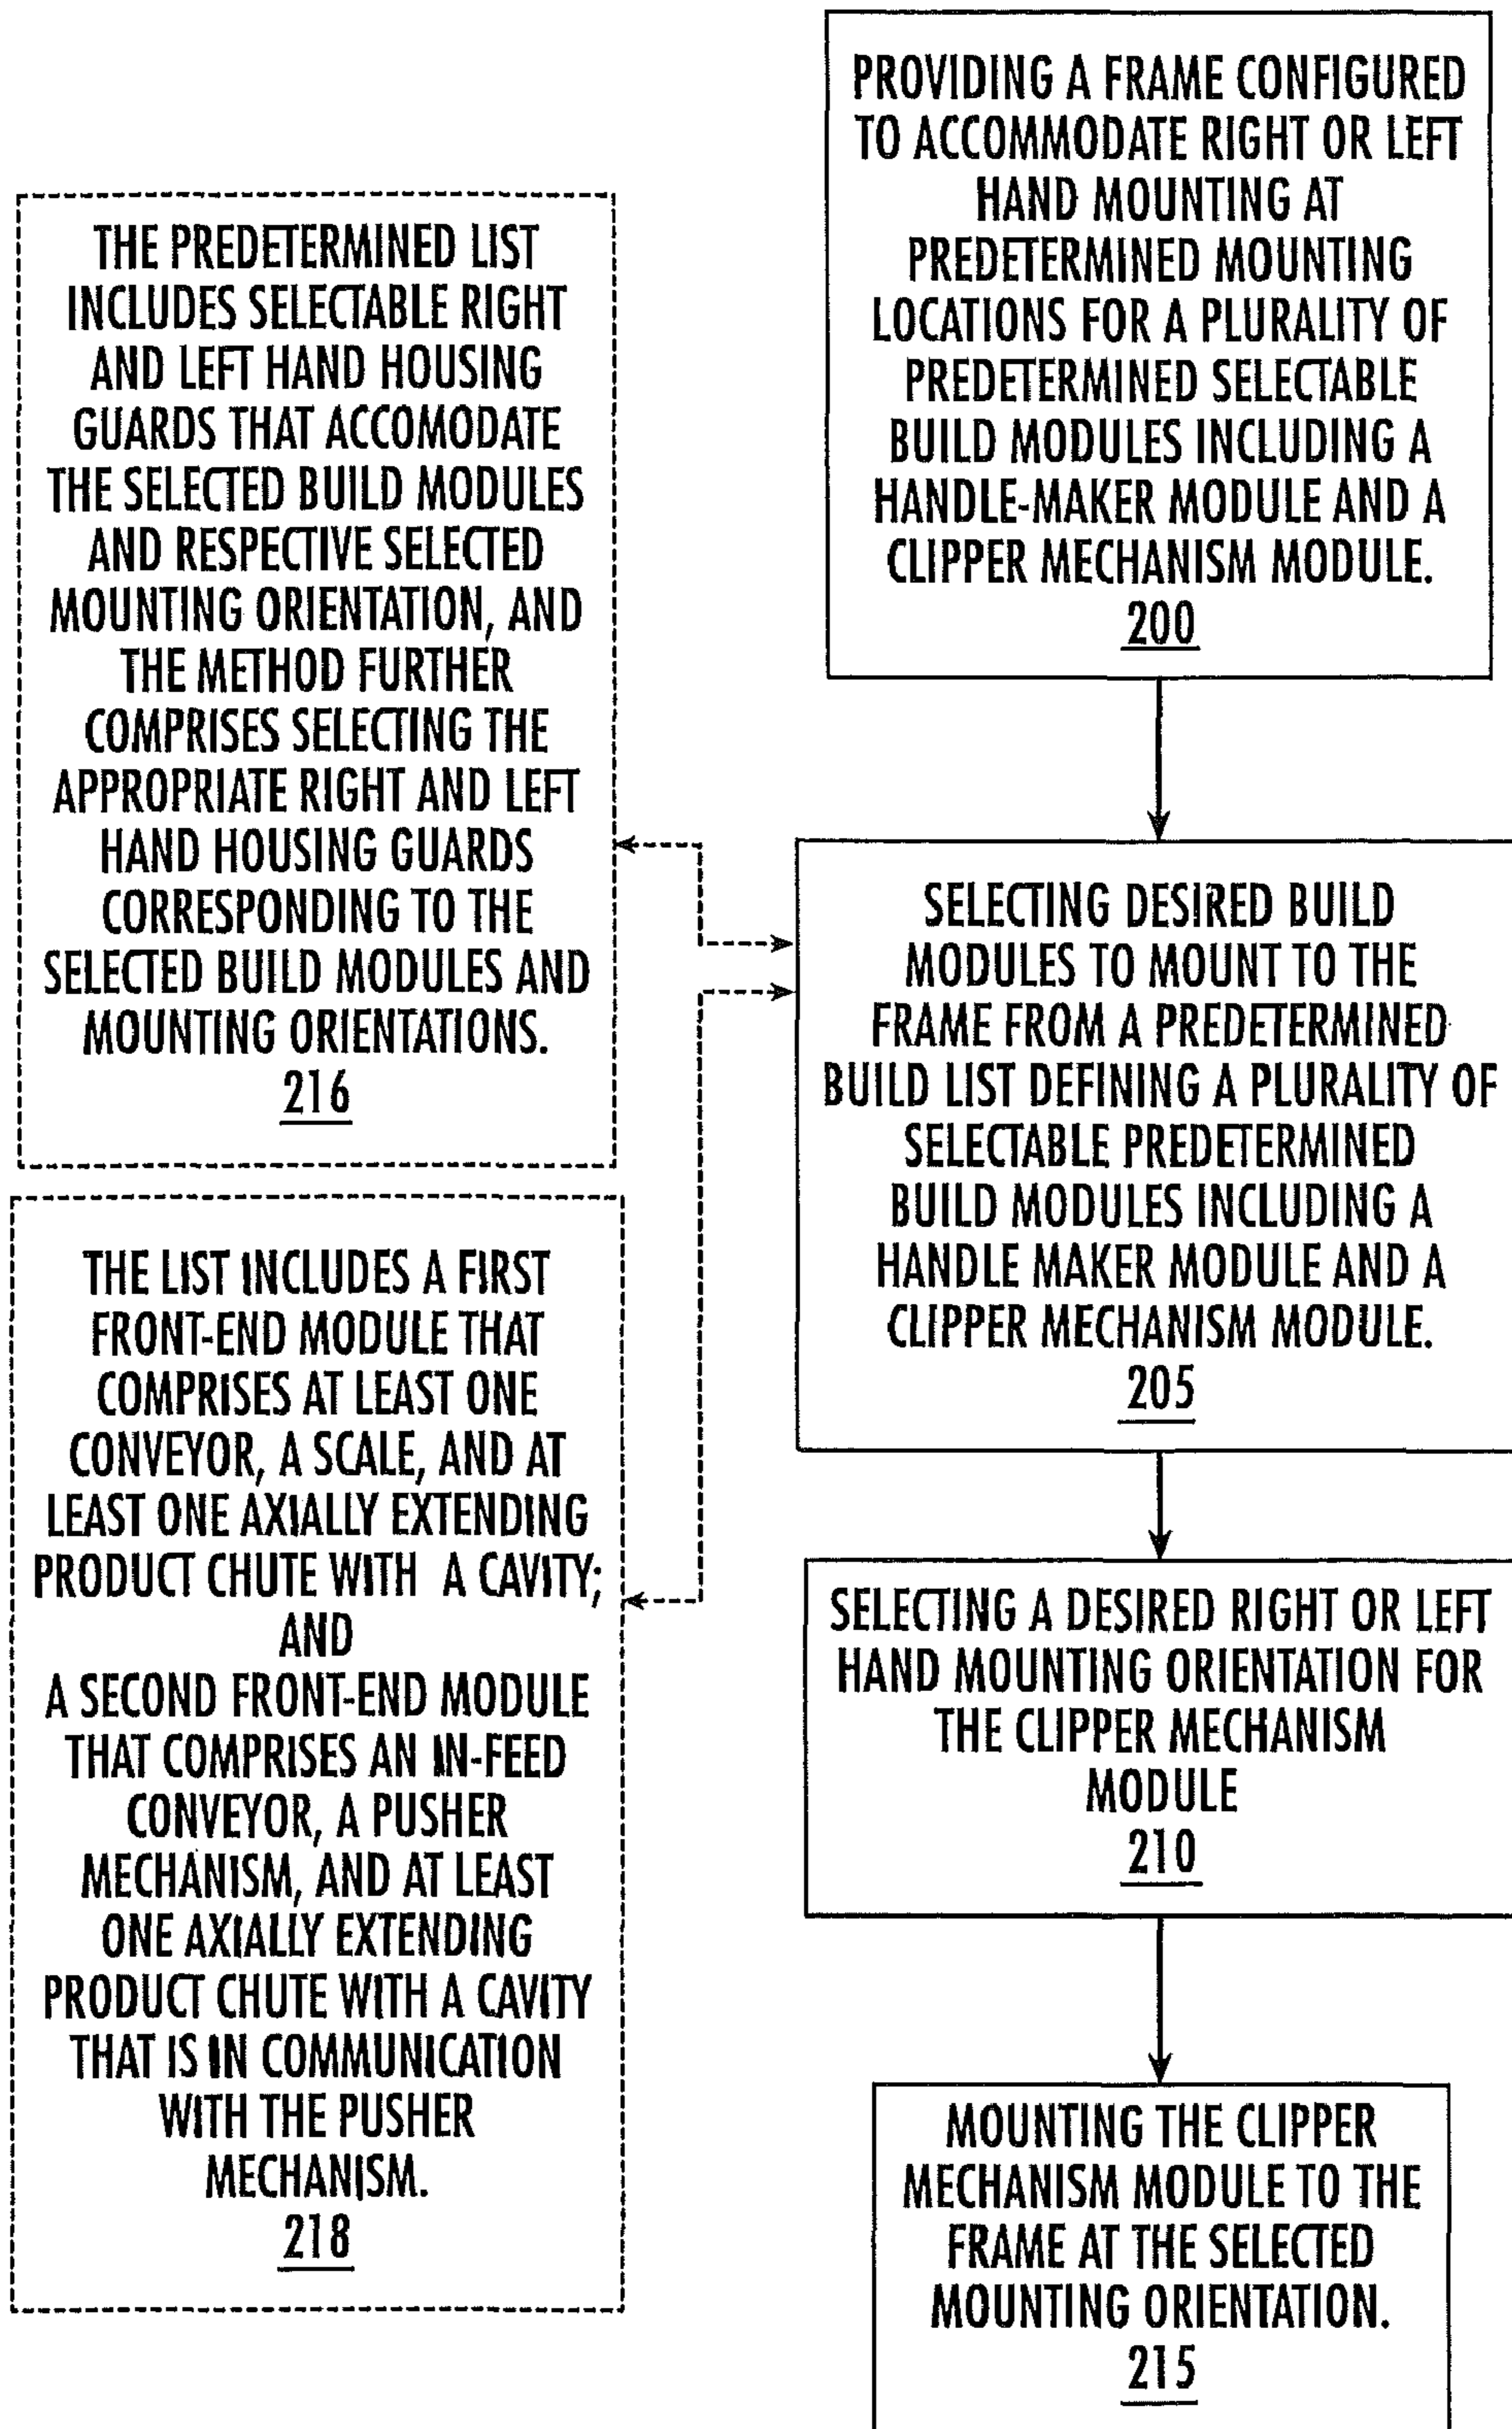 PROVIDING A FRAME CONFIGURED
TO ACCOMMODATE RIGHT OR LEFT
HAND MOUNTING AT
PREDETERMINED MOUNTING
LOCATIONS FOR A PLURALITY OF
PREDETERMINED SELECTABLE
BUILD MODULES INCLUDING A
HANDLE-MAKER MODULE AND A
CLIPPER MECHANISM MODULE.
200
THE PREDETERMINED LIST
INCLUDES SELECTABLE RIGHT
AND LEFT HAND HOUSING
GUARDS THAT ACCOMODATE
THE SELECTED BUILD MODULES
AND RESPECTIVE SELECTED
MOUNTING ORIENTATION, AND
THE METHOD FURTHER
COMPRISES SELECTING THE
APPROPRIATE RIGHT AND LEFT
HAND HOUSING GUARDS
CORRESPONDING TO THE
SELECTED BUILD MODULES AND
MOUNTING ORIENTATIONS.
216
SELECTING DESIRED BUILD
MODULES TO MOUNT TO THE
FRAME FROM A PREDETERMINED
BUILD LIST DEFINING A PLURALITY OF
SELECTABLE PREDETERMINED
BUILD MODULES INCLUDING A
HANDLE MAKER MODULE AND A
CLIPPER MECHANISM MODULE.
205
THE LIST INCLUDES A FIRST
FRONT-END MODULE THAT
COMPRISES AT LEAST ONE
CONVEYOR, A SCALE, AND AT
LEAST ONE AXIALLY EXTENDING
PRODUCT CHUTE WITH A CAVITY;
AND
A SECOND FRONT-END MODULE
THAT COMPRISES AN IN-FEED
CONVEYOR, A PUSHER
MECHANISM, AND AT LEAST
ONE AXIALLY EXTENDING
PRODUCT CHUTE WITH A CAVITY
THAT IS IN COMMUNICATION
WITH THE PUSHER
MECHANISM.
218
SELECTING A DESIRED RIGHT OR LEFT
HAND MOUNTING ORIENTATION FOR
THE CLIPPER MECHANISM
MODULE
210
MOUNTING THE CLIPPER
MECHANISM MODULE TO THE
FRAME AT THE SELECTED
MOUNTING ORIENTATION.
215